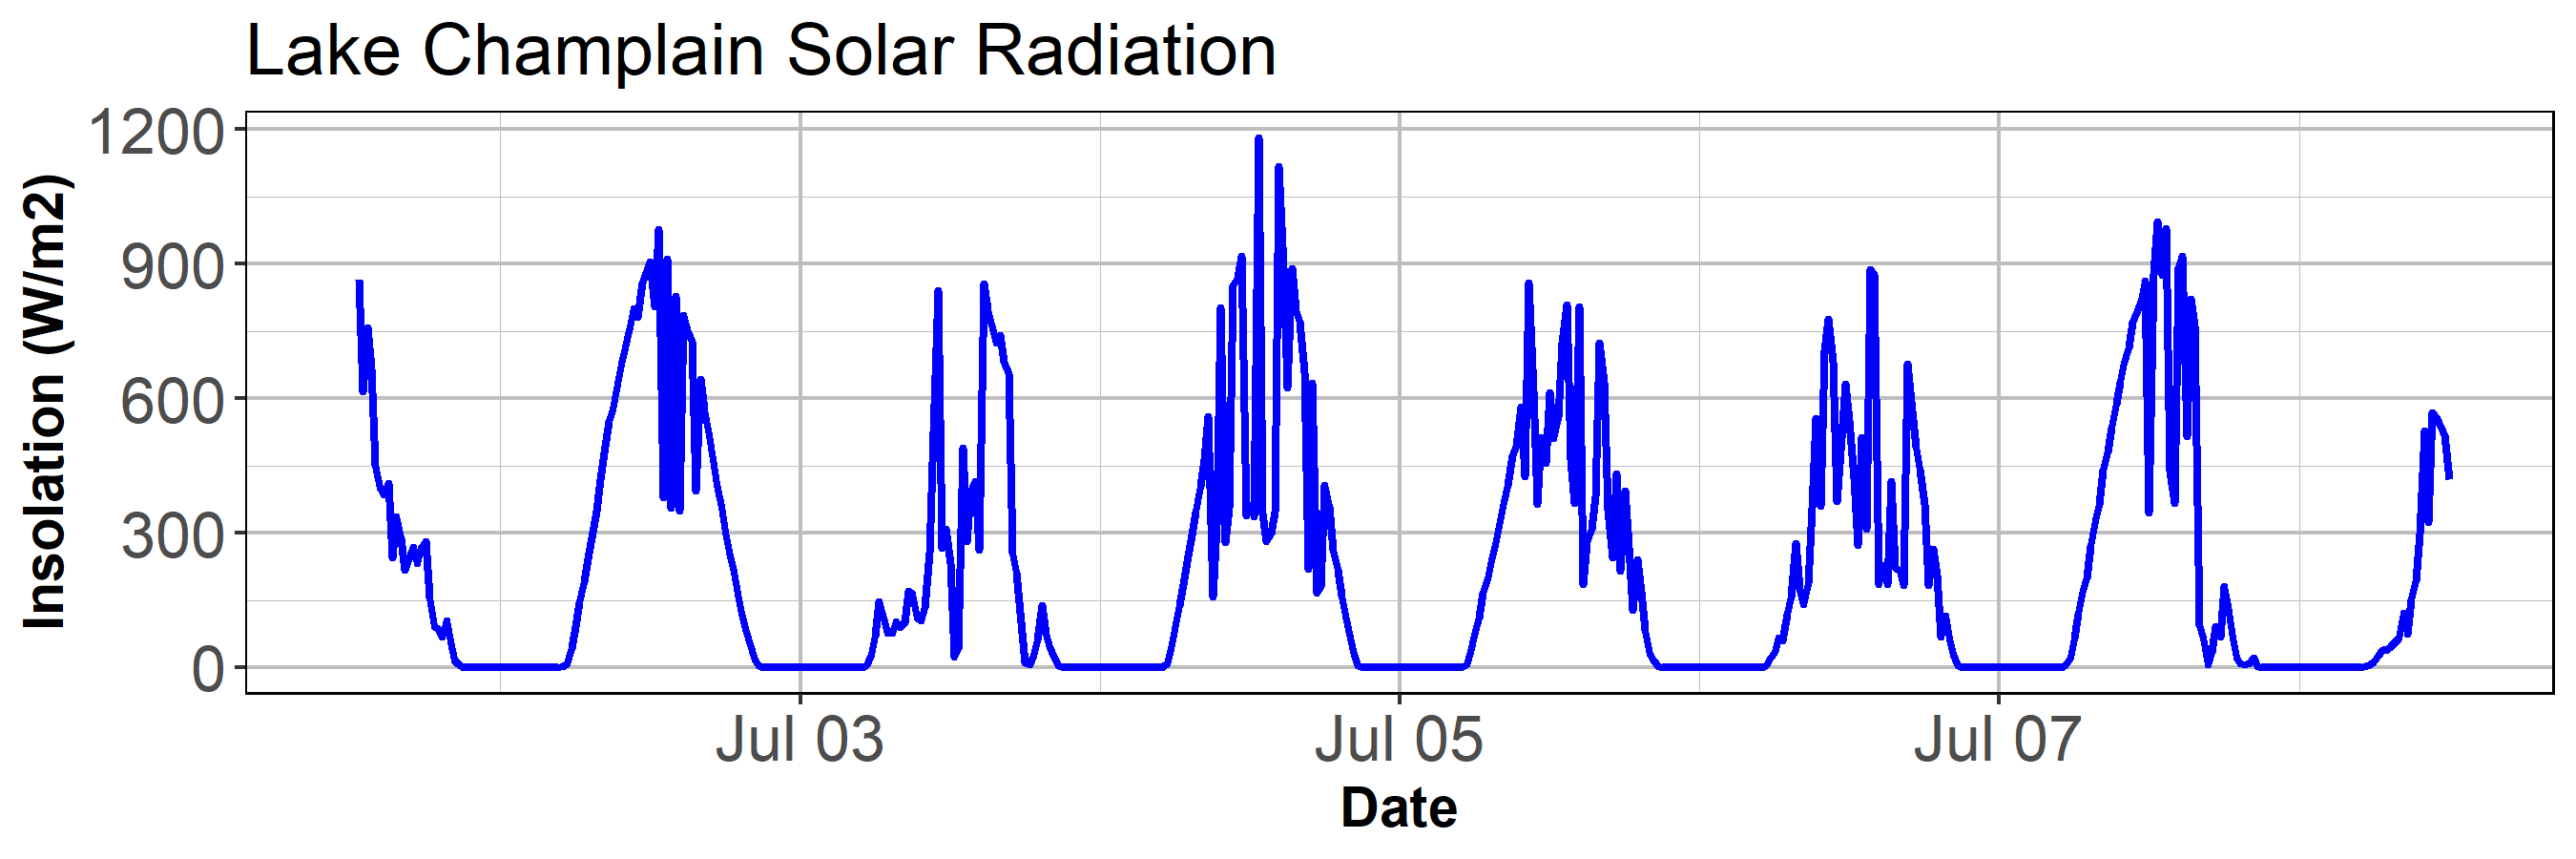 Lake Champlain Solar Radiation
Insolation (W/m2)
1200
900
600
300
0
Jul 03 Jul 05 Jul 07
Date